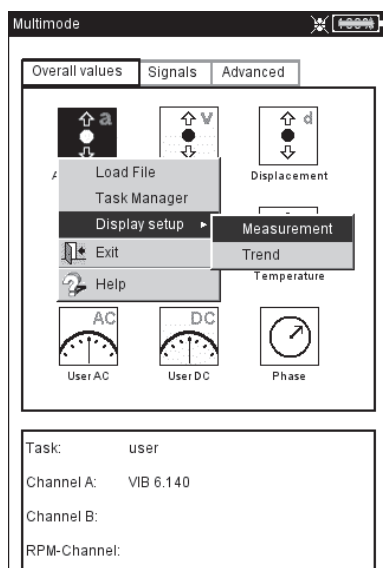 Multimode
100%
Overall values
Signals
Advanced
a
v
d
A
Load File
Displacement
Task Manager
Display setup
Measurement
Exit
Trend
Help
Temperature
AC
DC
User AC
User DC
Phase
Task: user
Channel A: VIB 6.140
Channel B:
RPM-Channel: